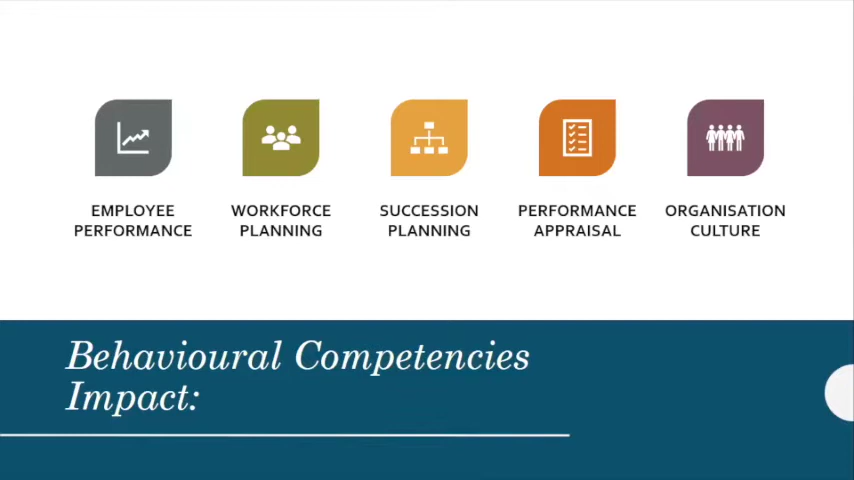 EMPLOYEE
PERFORMANCE
WORKFORCE
PLANNING
SUCCESSION
PLANNING
PERFORMANCE
APPRAISAL
ORGANISATION
CULTURE
Behavioural Competencies
Impact: